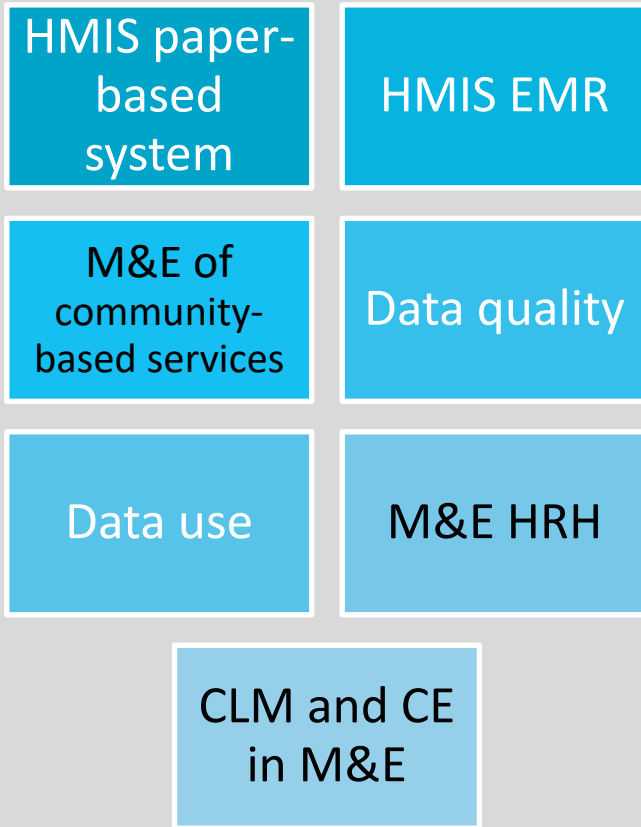 HMIS paper-
based
system
HMIS EMR
M&E of
community-
based services
Data quality
Data use
M&E HRH
CLM and CE
in M&E